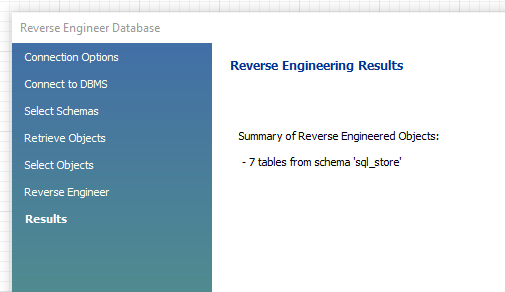 Reverse Engineer Database
Connection Options
Connect to DBMS
Select Schemas
Retrieve Objects
Select Objects
Reverse Engineer
Results
Reverse Engineering Results
Summary of Reverse Engineered Objects:
- 7 tables from schema 'sql_store'